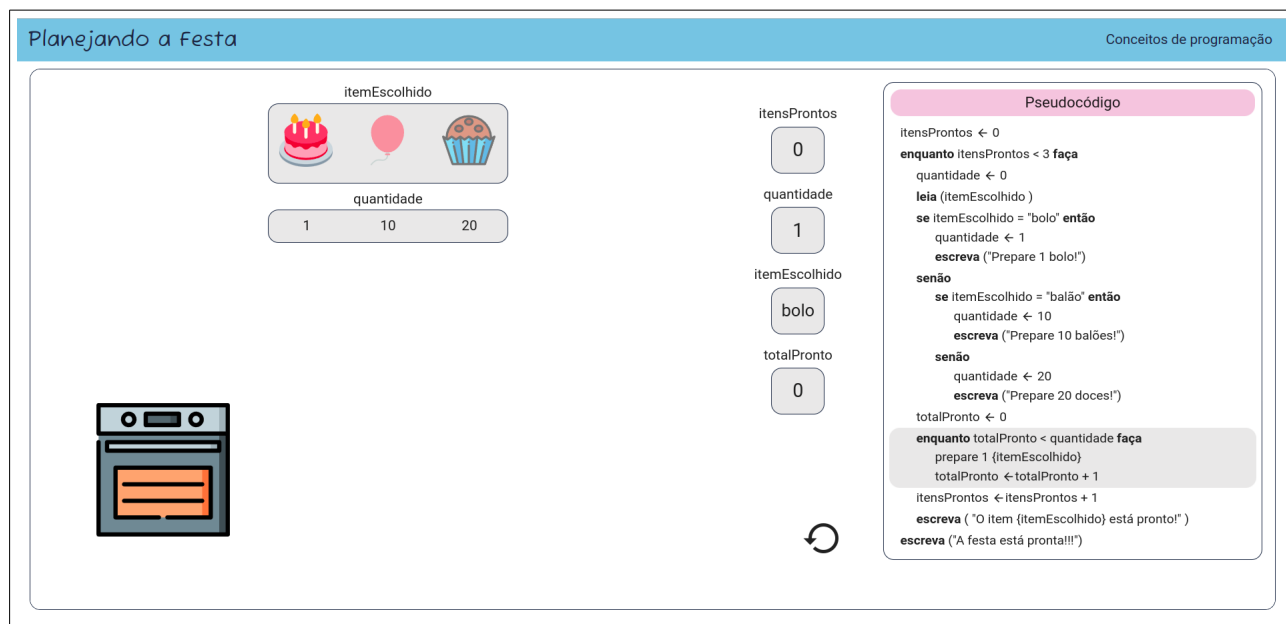 Planejando a Festa
Conceitos de programação
itemEscolhido
quantidade
1 10 20
itensProntos
0
quantidade
1
itemEscolhido
bolo
totalPronto
0
Pseudocódigo
itensProntos ← 0
enquanto itensProntos < 3 faça
quantidade ← 0
leia (itemEscolhido )
se itemEscolhido = "bolo" então
quantidade ← 1
escreva ("Prepare 1 bolo!")
senão
se itemEscolhido = "balão" então
quantidade ← 10
escreva ("Prepare 10 balões!")
senão
quantidade ← 20
escreva ("Prepare 20 doces!")
totalPronto ← 0
enquanto totalPronto < quantidade faça
prepare 1 {itemEscolhido}
totalPronto ←totalPronto + 1
itensProntos ←itensProntos + 1
escreva ( "O item {itemEscolhido} está pronto!" )
escreva ("A festa está pronta!!!")